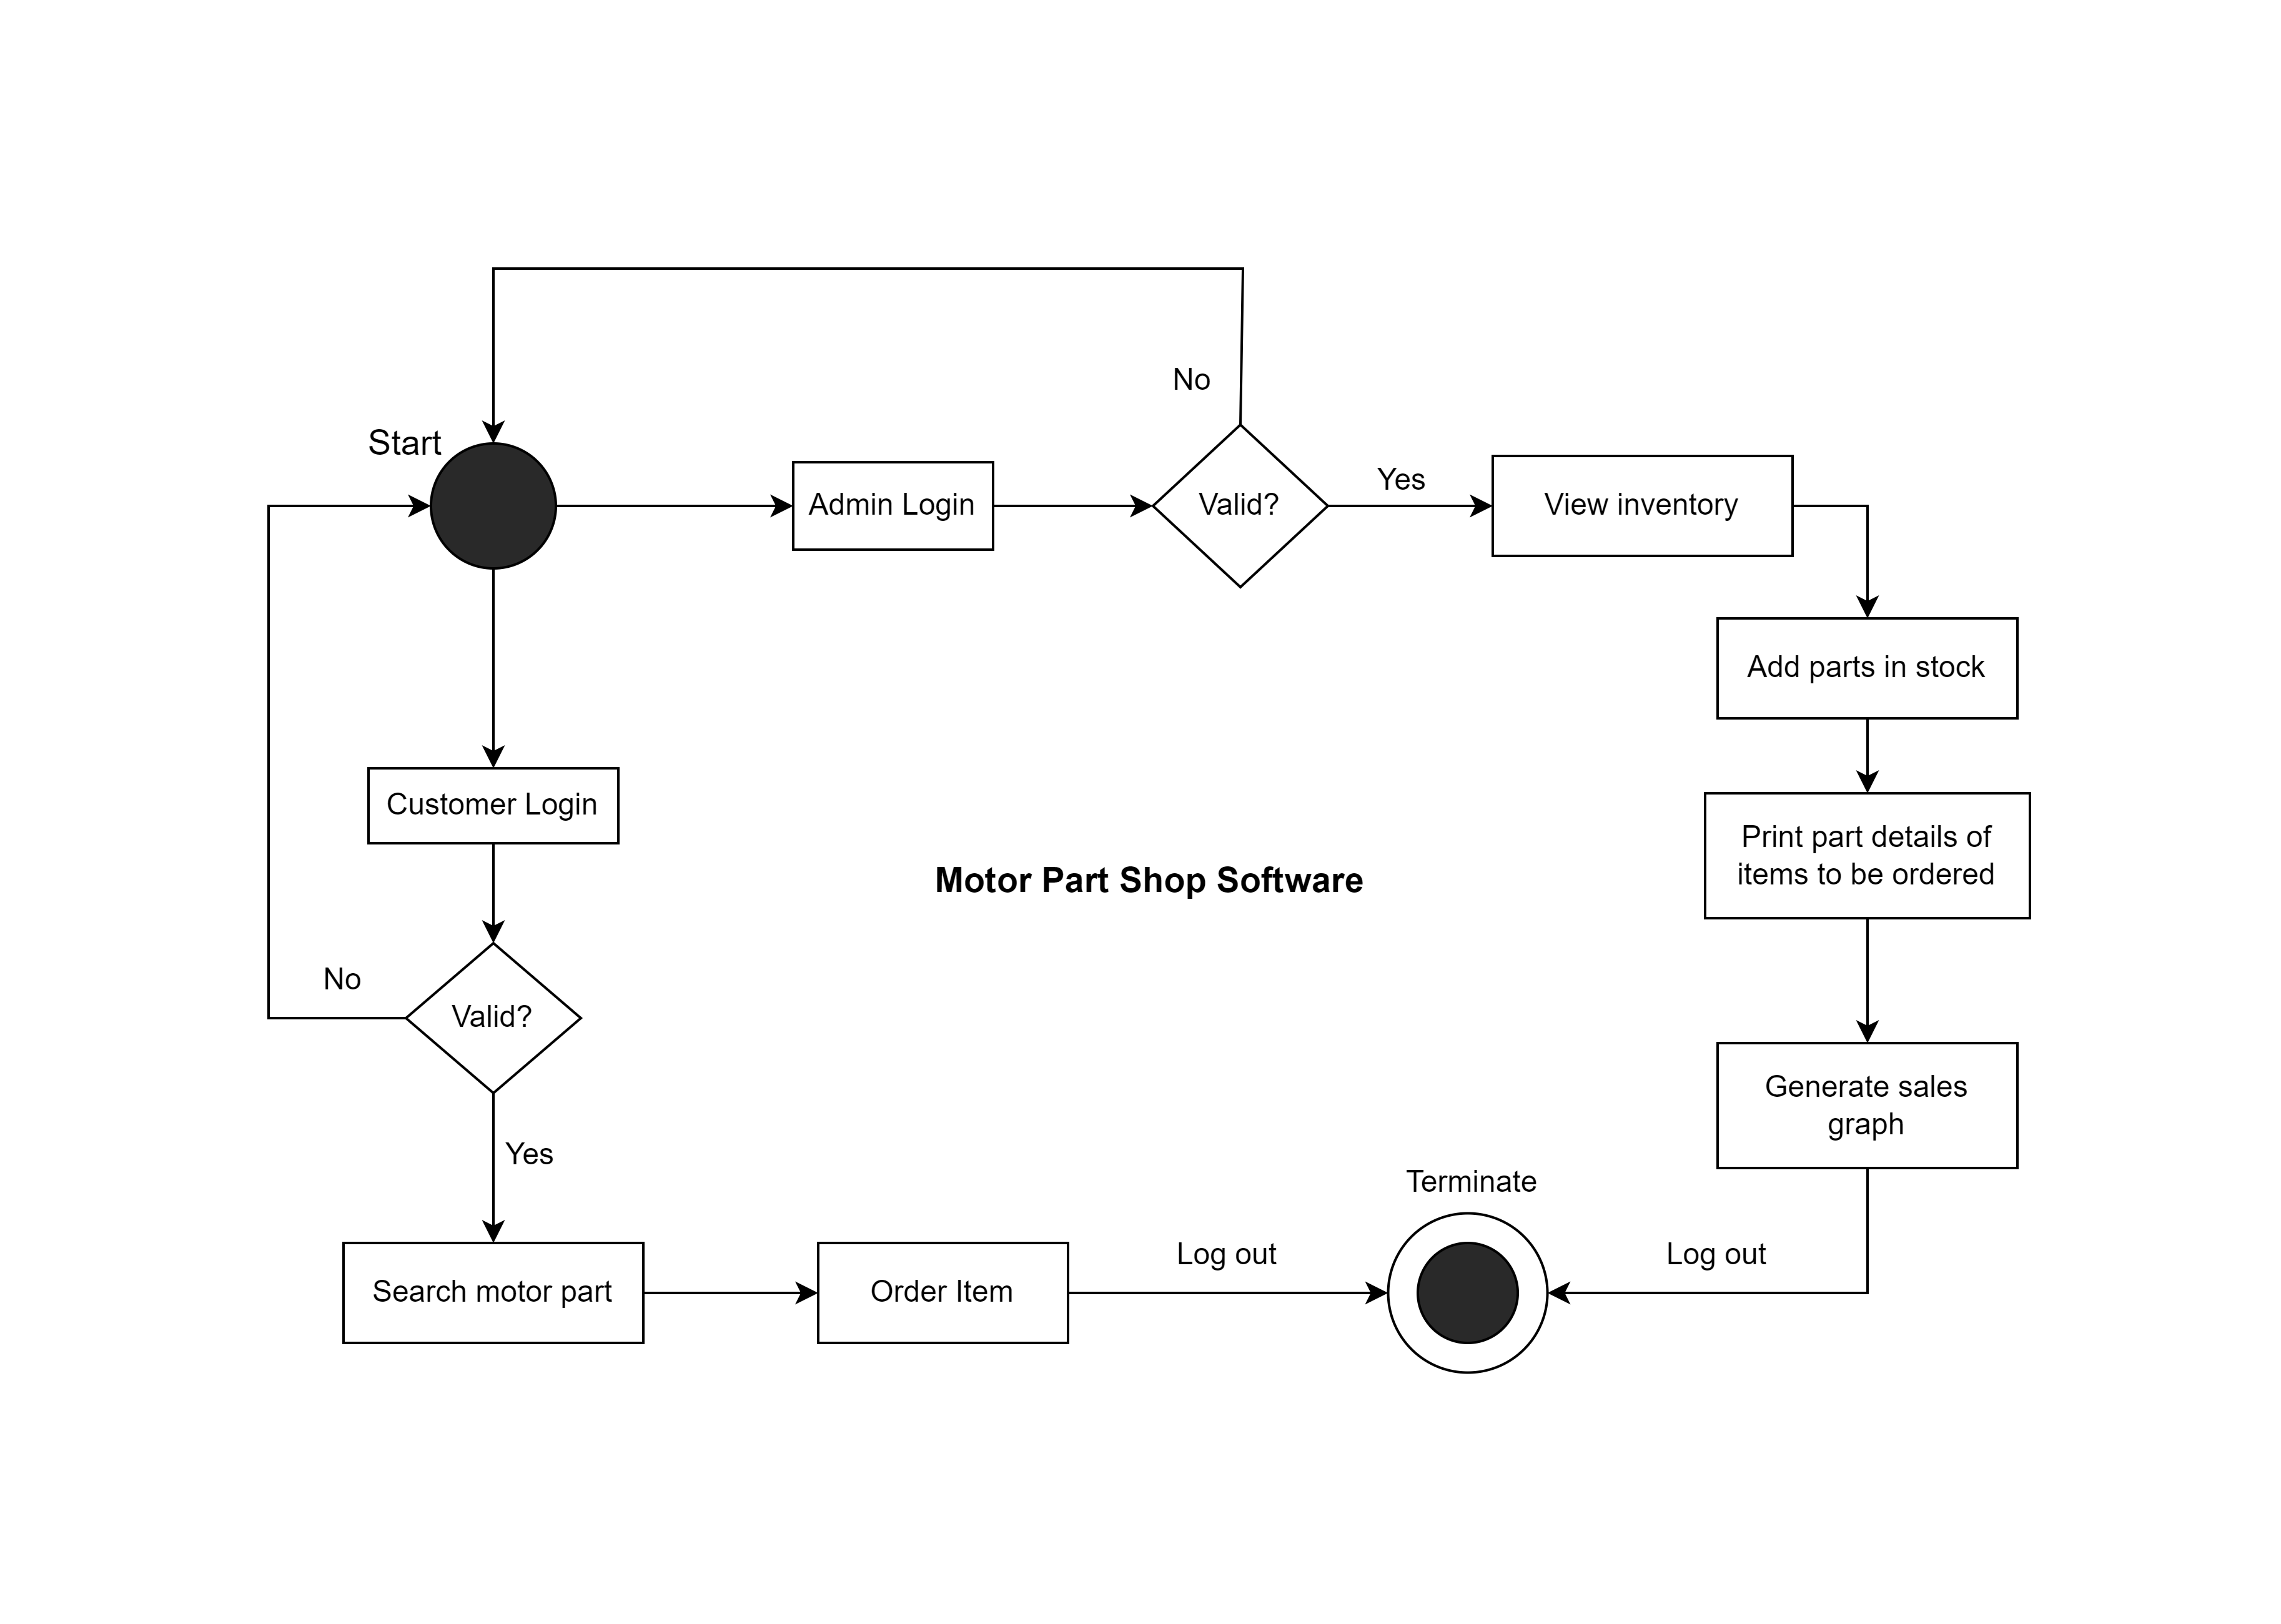 No
Start
Admin Login
Valid?
Yes
View inventory
Add parts in stock
Customer Login
Print part details of
items to be ordered
Motor Part Shop Software
No
Valid?
Generate sales
graph
Yes
Terminate
Search motor part
Order Item
Log out
Log out